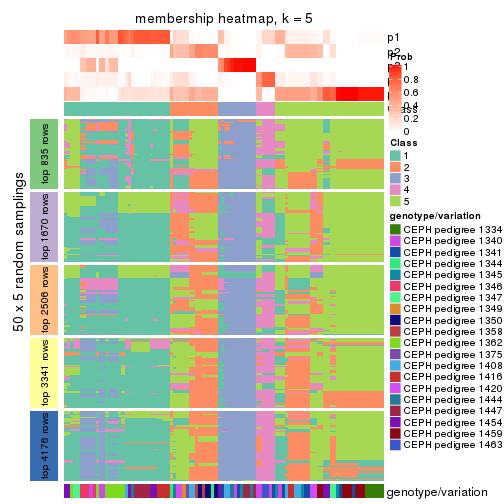 membership heatmap, k = 5
p1
p2
Prob
1
0.8
0.6
0.4
0.2
0
Class
1
2
3
4
5
genotype/variation
CEPH pedigree 1334
CEPH pedigree 1340
CEPH pedigree 1341
CEPH pedigree 1344
CEPH pedigree 1345
CEPH pedigree 1346
CEPH pedigree 1347
CEPH pedigree 1349
CEPH pedigree 1350
CEPH pedigree 1358
CEPH pedigree 1362
CEPH pedigree 1375
CEPH pedigree 1408
CEPH pedigree 1416
CEPH pedigree 1420
CEPH pedigree 1444
CEPH pedigree 1447
CEPH pedigree 1454
CEPH pedigree 1459
CEPH pedigree 1463
50 x 5 random samplings
top 835 rows
top 1670 rows
top 2506 rows
top 3341 rows
top 4176 rows
genotype/variation